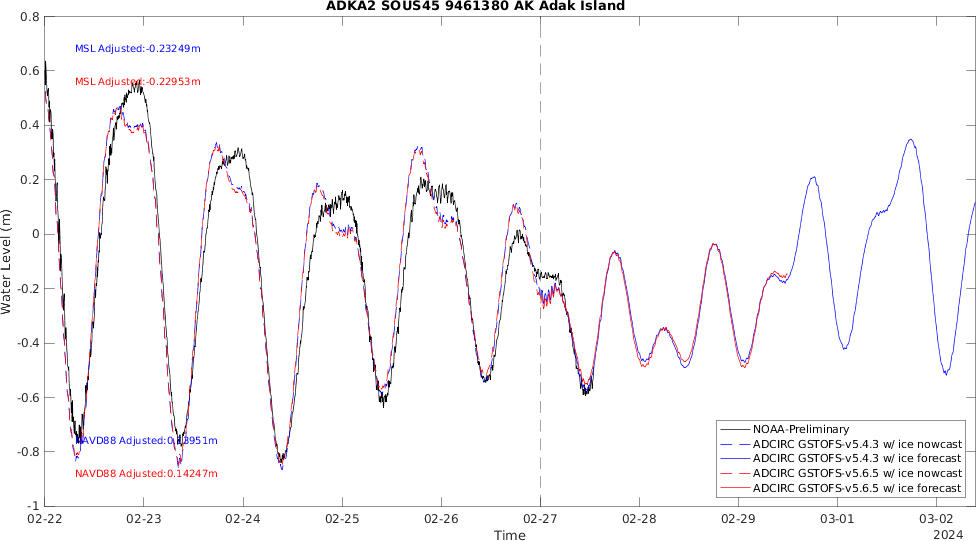 ADKA2 SOUS45 9461380 AK Adak Island
0.8
0.6
0.4
0.2
0
-0.2
-0.4
-0.6
-0.8
-1
Water Level (m)
MSL Adjusted:-0.23249m
MSL Adjusted:-0.22953m
NAVD88 Adjusted:0.13951m
NAVD88 Adjusted:0.14247m
NOAA-Preliminary
ADCIRC GSTOFS-v5.4.3 w/ ice nowcast
ADCIRC GSTOFS-v5.4.3 w/ ice forecast
ADCIRC GSTOFS-v5.6.5 w/ ice nowcast
ADCIRC GSTOFS-v5.6.5 w/ ice forecast
02-22 02-23 02-24 02-25 02-26 02-27 02-28 02-29 03-01 03-02
Time
2024